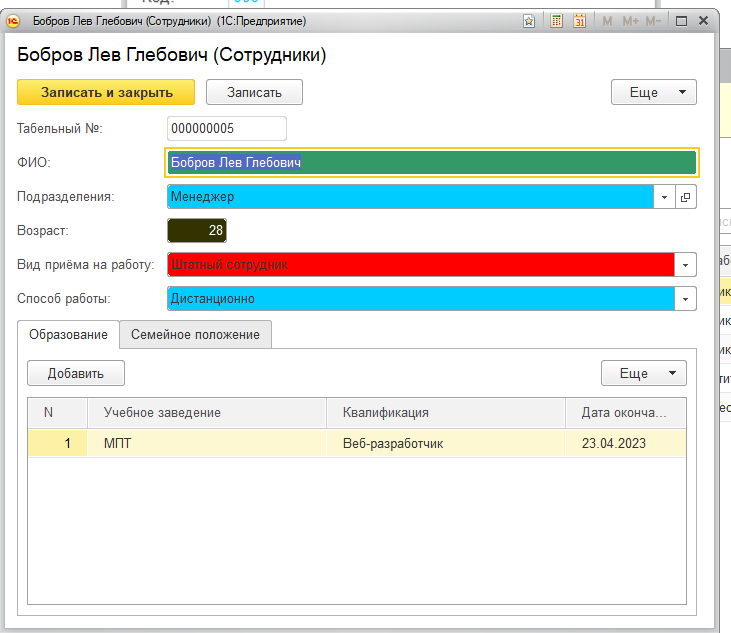 Бобров Лев Глебович (Сотрудники) (1С:Предприятие)
M M+ M-
Бобров Лев Глебович (Сотрудники)
Записать и закрыть Записать Еще
Табельный №: 000000005
ФИО: Бобров Лев Глебович
Подразделения: Менеджер
Возраст: 28
Вид приёма на работу: Штатный сотрудник
Способ работы: Дистанционно
Образование Семейное положение
Добавить Еще
N Учебное заведение Квалификация Дата оконча...
1 МПТ Веб-разработчик 23.04.2023